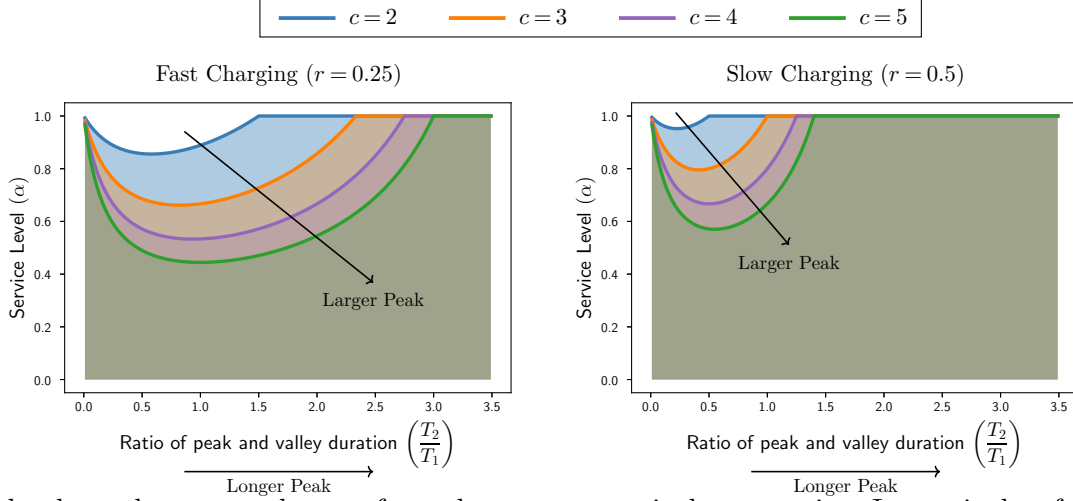 c = 2 c = 3 c = 4 c = 5
Fast Charging (r = 0.25)
Service Level (α)
1.0
0.8
0.6
0.4
0.2
0.0
Larger Peak
0.0 0.5 1.0 1.5 2.0 2.5 3.0 3.5
Ratio of peak and valley duration (T₂/T₁)
Longer Peak
Slow Charging (r = 0.5)
Service Level (α)
1.0
0.8
0.6
0.4
0.2
0.0
Larger Peak
0.0 0.5 1.0 1.5 2.0 2.5 3.0 3.5
Ratio of peak and valley duration (T₂/T₁)
Longer Peak